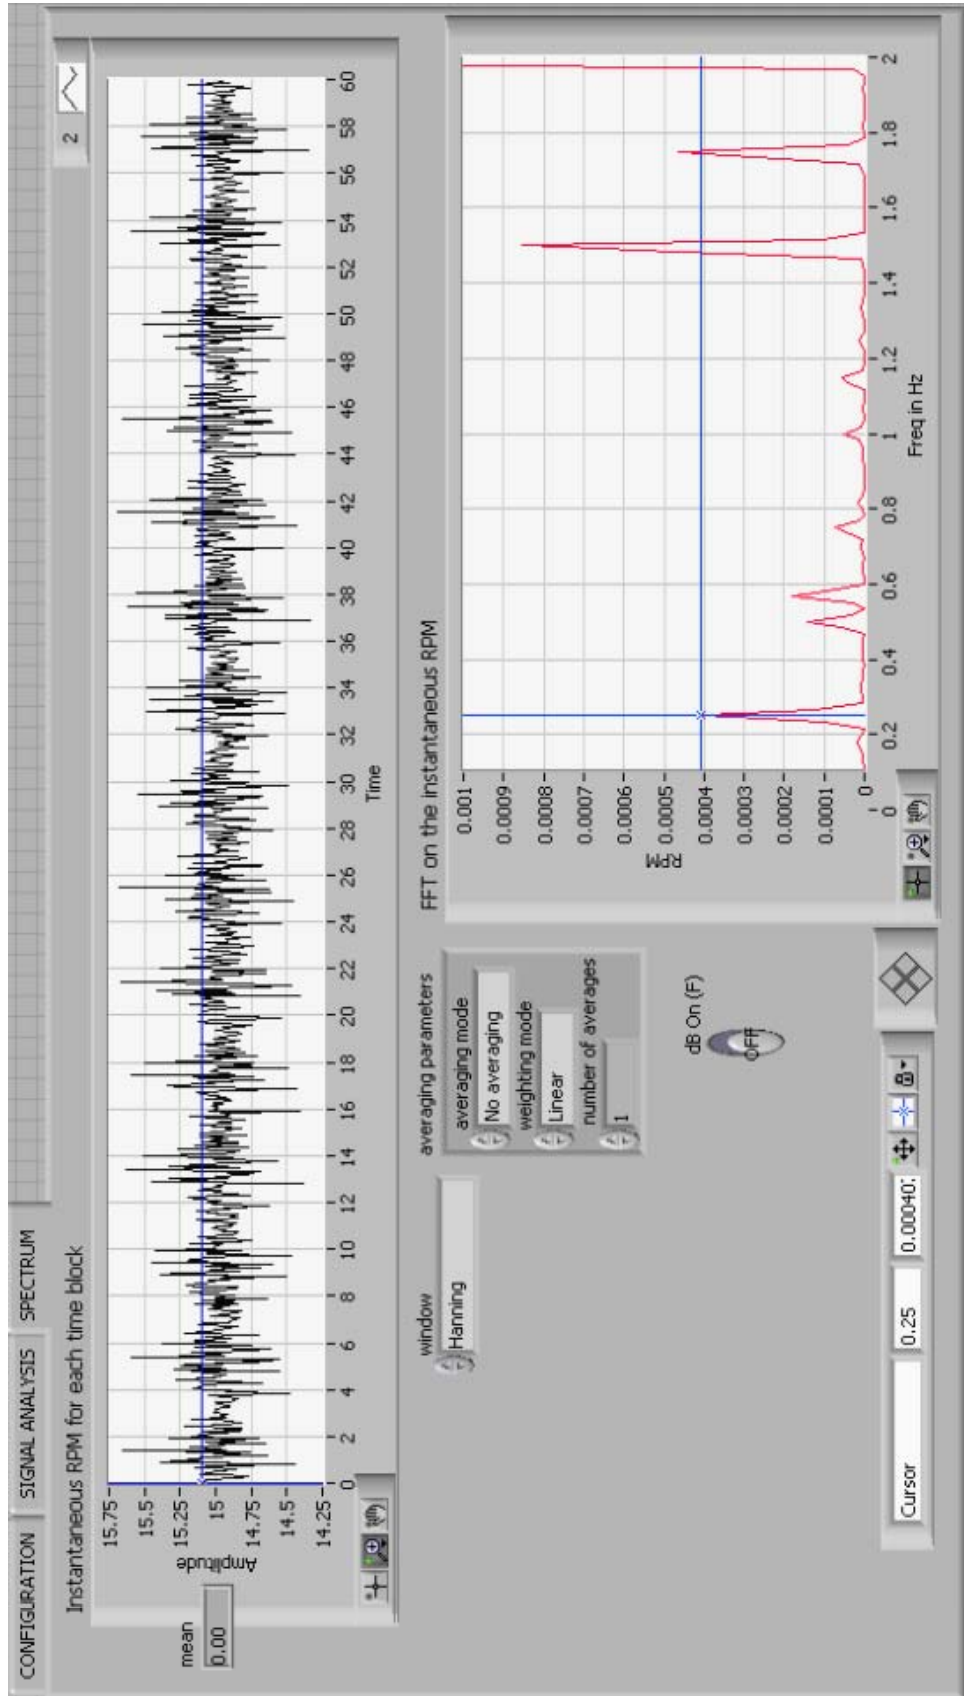 CONFIGURATION
SIGNAL ANALYSIS
SPECTRUM
Instantaneous RPM for each time block
2
mean
0.00
Amplitude
15.75
15.5
15.25
15
14.75
14.5
14.25
0 2 4 6 8 10 12 14 16 18 20 22 24 26 28 30 32 34 36 38 40 42 44 46 48 50 52 54 56 58 60
Time
window
Hanning
averaging parameters
averaging mode
No averaging
weighting mode
Linear
number of averages
1
dB On (F)
OFF
FFT on the instantaneous RPM
RPM
0.001
0.0009
0.0008
0.0007
0.0006
0.0005
0.0004
0.0003
0.0002
0.0001
0
0 0.2 0.4 0.6 0.8 1 1.2 1.4 1.6 1.8 2
Freq in Hz
Cursor
0.25